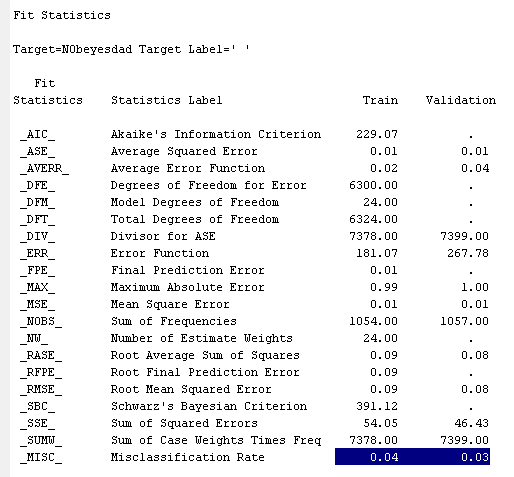 Fit Statistics
Target=NObeyesdad Target Label=' '
Fit
Statistics Statistics Label Train Validation
_AIC_ Akaike's Information Criterion 229.07 .
_ASE_ Average Squared Error 0.01 0.01
_AVERR_ Average Error Function 0.02 0.04
_DFE_ Degrees of Freedom for Error 6300.00 .
_DFM_ Model Degrees of Freedom 24.00 .
_DFT_ Total Degrees of Freedom 6324.00 .
_DIV_ Divisor for ASE 7378.00 7399.00
_ERR_ Error Function 181.07 267.78
_FPE_ Final Prediction Error 0.01 .
_MAX_ Maximum Absolute Error 0.99 1.00
_MSE_ Mean Square Error 0.01 0.01
_NOBS_ Sum of Frequencies 1054.00 1057.00
_NW_ Number of Estimate Weights 24.00 .
_RASE_ Root Average Sum of Squares 0.09 0.08
_RFPE_ Root Final Prediction Error 0.09 .
_RMSE_ Root Mean Squared Error 0.09 0.08
_SBC_ Schwarz's Bayesian Criterion 391.12 .
_SSE_ Sum of Squared Errors 54.05 46.43
_SUMW_ Sum of Case Weights Times Freq 7378.00 7399.00
_MISC_ Misclassification Rate 0.04 0.03